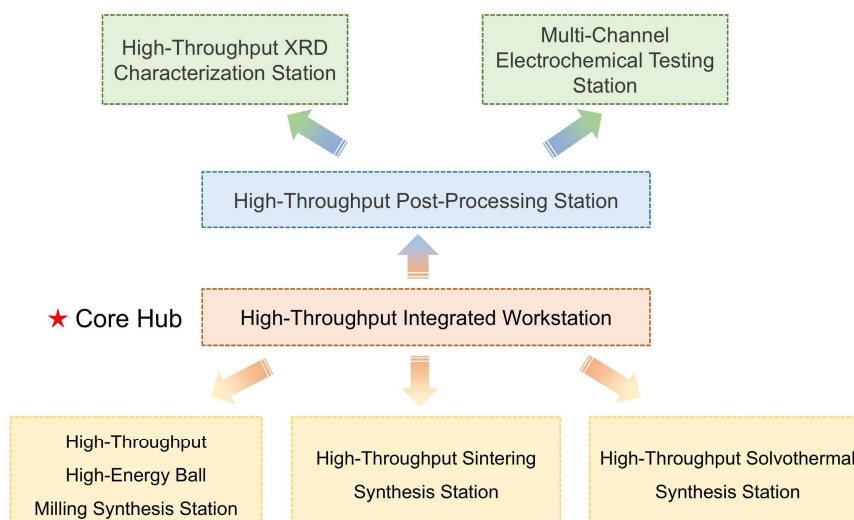 High-Throughput XRD
Characterization Station
Multi-Channel
Electrochemical Testing
Station
High-Throughput Post-Processing Station
★ Core Hub
High-Throughput Integrated Workstation
High-Throughput
High-Energy Ball
Milling Synthesis Station
High-Throughput Sintering
Synthesis Station
High-Throughput Solvothermal
Synthesis Station